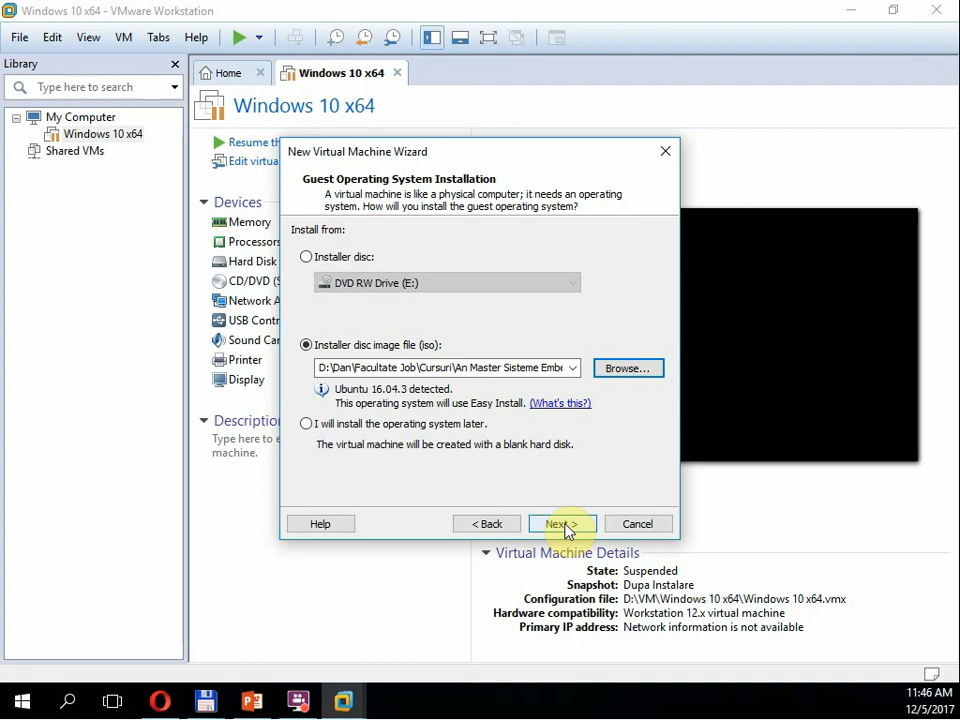 Windows 10 x64 - VMware Workstation
File Edit View VM Tabs Help
Library
Home
Windows 10 x64
Type here to search
My Computer
Windows 10 x64
Shared VMs
Windows 10 x64
Resume th
Edit virtua
Devices
Memory
Processors
Hard Disk
CD/DVD (S
Network A
USB Contr
Sound Car
Printer
Display
Description
Type here to e
machine.
New Virtual Machine Wizard
Guest Operating System Installation
A virtual machine is like a physical computer; it needs an operating
system. How will you install the guest operating system?
Install from:
Installer disc:
DVD RW Drive (E:)
Installer disc image file (iso):
D:\Dan\Facultate Job\Cursuri\An Master Sisteme Embe
Browse...
Ubuntu 16.04.3 detected.
This operating system will use Easy Install. (What's this?)
I will install the operating system later.
The virtual machine will be created with a blank hard disk.
Help
< Back
Next >
Cancel
Virtual Machine Details
State: Suspended
Snapshot: Dupa Instalare
Configuration file: D:\VM\Windows 10 x64\Windows 10 x64.vmx
Hardware compatibility: Workstation 12.x virtual machine
Primary IP address: Network information is not available
11:46 AM
12/5/2017